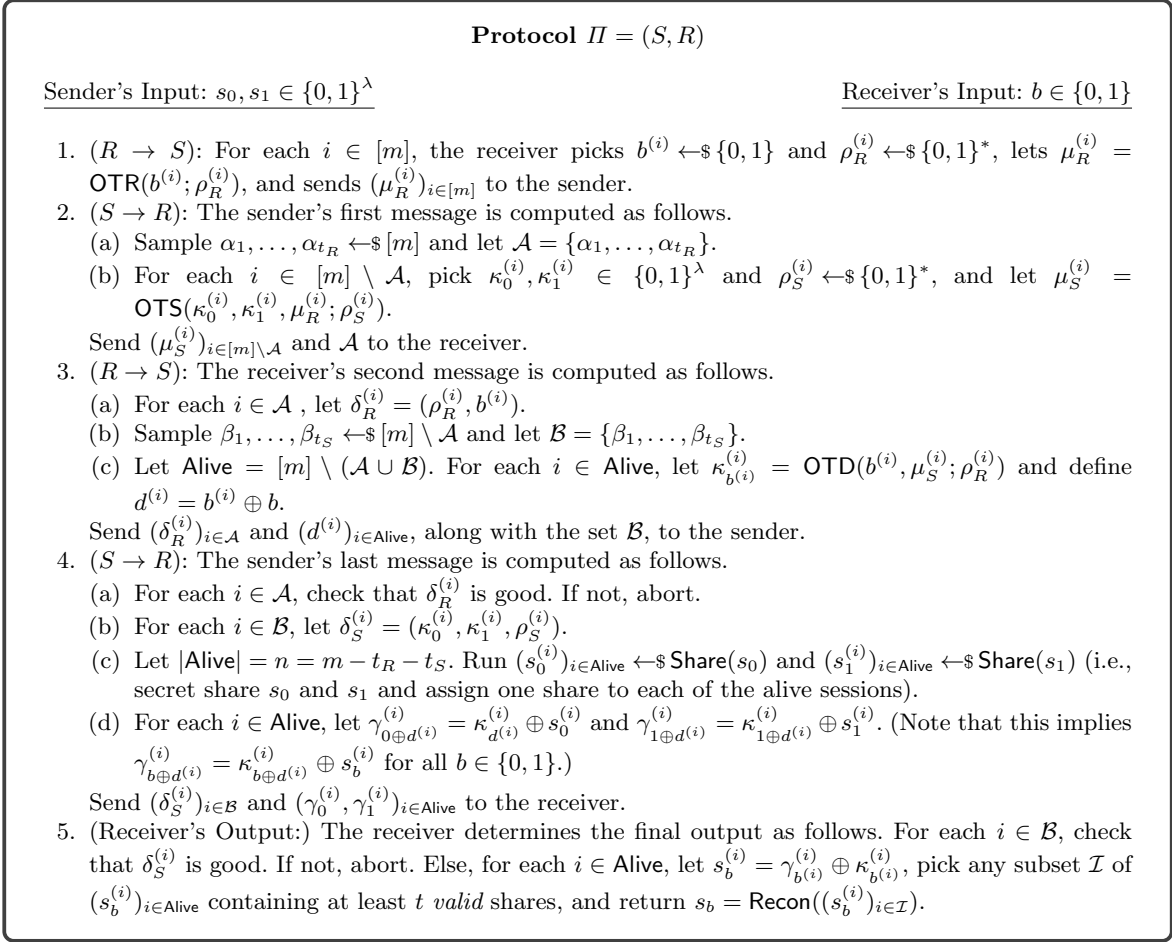 Protocol Π = (S, R)
Sender's Input: s_0, s_1 ∈ {0, 1}^λ
Receiver's Input: b ∈ {0, 1}
1. (R → S): For each i ∈ [m], the receiver picks b^{(i)} ←$ {0, 1} and ρ_R^{(i)} ←$ {0, 1}^*, lets μ_R^{(i)} =
OTR(b^{(i)}; ρ_R^{(i)}), and sends (μ_R^{(i)})_{i∈[m]} to the sender.
2. (S → R): The sender's first message is computed as follows.
(a) Sample α_1, . . . , α_{t_R} ←$ [m] and let 𝒜 = {α_1, . . . , α_{t_R}}.
(b) For each i ∈ [m] \ 𝒜, pick κ_0^{(i)}, κ_1^{(i)} ∈ {0, 1}^λ and ρ_S^{(i)} ←$ {0, 1}^*, and let μ_S^{(i)} =
OTS(κ_0^{(i)}, κ_1^{(i)}, μ_R^{(i)}; ρ_S^{(i)}).
Send (μ_S^{(i)})_{i∈[m]\𝒜} and 𝒜 to the receiver.
3. (R → S): The receiver's second message is computed as follows.
(a) For each i ∈ 𝒜 , let δ_R^{(i)} = (ρ_R^{(i)}, b^{(i)}).
(b) Sample β_1, . . . , β_{t_S} ←$ [m] \ 𝒜 and let ℬ = {β_1, . . . , β_{t_S}}.
(c) Let Alive = [m] \ (𝒜 ∪ ℬ). For each i ∈ Alive, let κ_{b^{(i)}}^{(i)} = OTD(b^{(i)}, μ_S^{(i)}; ρ_R^{(i)}) and define
d^{(i)} = b^{(i)} ⊕ b.
Send (δ_R^{(i)})_{i∈𝒜} and (d^{(i)})_{i∈Alive}, along with the set ℬ, to the sender.
4. (S → R): The sender's last message is computed as follows.
(a) For each i ∈ 𝒜, check that δ_R^{(i)} is good. If not, abort.
(b) For each i ∈ ℬ, let δ_S^{(i)} = (κ_0^{(i)}, κ_1^{(i)}, ρ_S^{(i)}).
(c) Let |Alive| = n = m − t_R − t_S. Run (s_0^{(i)})_{i∈Alive} ←$ Share(s_0) and (s_1^{(i)})_{i∈Alive} ←$ Share(s_1) (i.e.,
secret share s_0 and s_1 and assign one share to each of the alive sessions).
(d) For each i ∈ Alive, let γ_{0⊕d^{(i)}}^{(i)} = κ_{d^{(i)}}^{(i)} ⊕ s_0^{(i)} and γ_{1⊕d^{(i)}}^{(i)} = κ_{1⊕d^{(i)}}^{(i)} ⊕ s_1^{(i)}. (Note that this implies
γ_{b⊕d^{(i)}}^{(i)} = κ_{b⊕d^{(i)}}^{(i)} ⊕ s_b^{(i)} for all b ∈ {0, 1}.)
Send (δ_S^{(i)})_{i∈ℬ} and (γ_0^{(i)}, γ_1^{(i)})_{i∈Alive} to the receiver.
5. (Receiver's Output:) The receiver determines the final output as follows. For each i ∈ ℬ, check
that δ_S^{(i)} is good. If not, abort. Else, for each i ∈ Alive, let s_b^{(i)} = γ_{b^{(i)}}^{(i)} ⊕ κ_{b^{(i)}}^{(i)}, pick any subset ℐ of
(s_b^{(i)})_{i∈Alive} containing at least t valid shares, and return s_b = Recon((s_b^{(i)})_{i∈ℐ}).